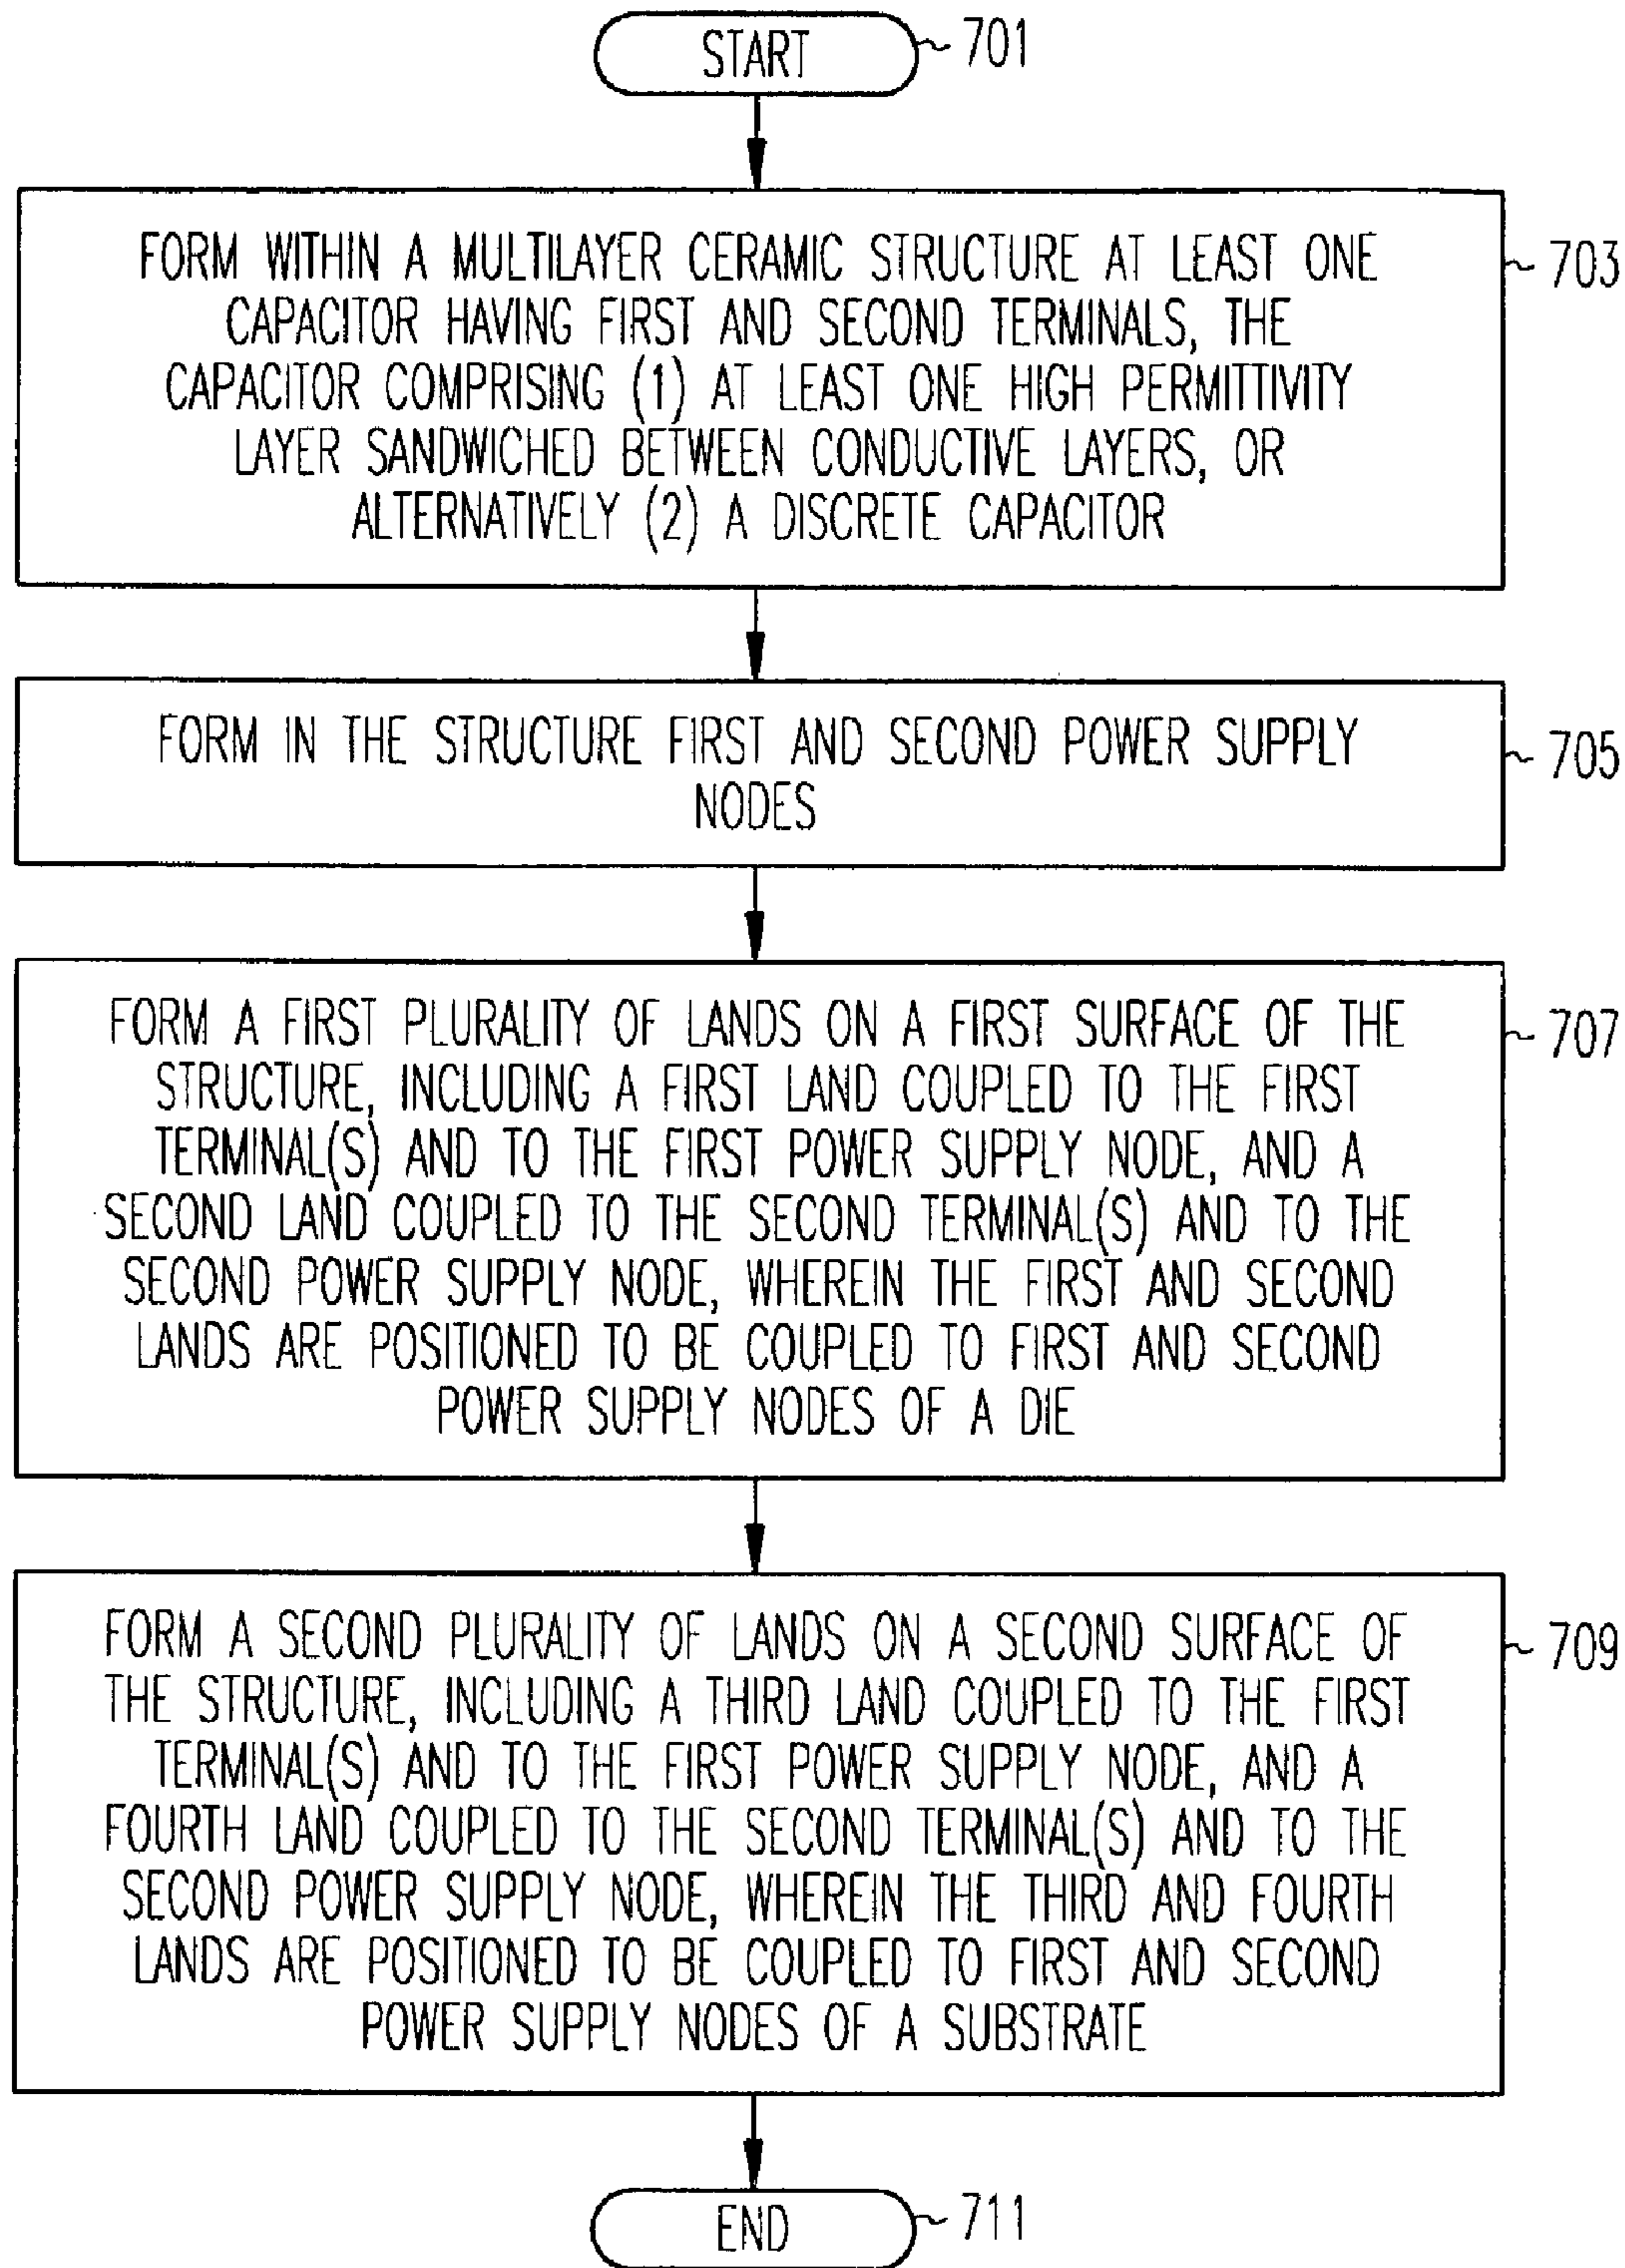 START
701
FORM WITHIN A MULTILAYER CERAMIC STRUCTURE AT LEAST ONE
CAPACITOR HAVING FIRST AND SECOND TERMINALS, THE
CAPACITOR COMPRISING (1) AT LEAST ONE HIGH PERMITTIVITY
LAYER SANDWICHED BETWEEN CONDUCTIVE LAYERS, OR
ALTERNATIVELY (2) A DISCRETE CAPACITOR
703
FORM IN THE STRUCTURE FIRST AND SECOND POWER SUPPLY
NODES
705
FORM A FIRST PLURALITY OF LANDS ON A FIRST SURFACE OF THE
STRUCTURE, INCLUDING A FIRST LAND COUPLED TO THE FIRST
TERMINAL(S) AND TO THE FIRST POWER SUPPLY NODE, AND A
SECOND LAND COUPLED TO THE SECOND TERMINAL(S) AND TO THE
SECOND POWER SUPPLY NODE, WHEREIN THE FIRST AND SECOND
LANDS ARE POSITIONED TO BE COUPLED TO FIRST AND SECOND
POWER SUPPLY NODES OF A DIE
707
FORM A SECOND PLURALITY OF LANDS ON A SECOND SURFACE OF
THE STRUCTURE, INCLUDING A THIRD LAND COUPLED TO THE FIRST
TERMINAL(S) AND TO THE FIRST POWER SUPPLY NODE, AND A
FOURTH LAND COUPLED TO THE SECOND TERMINAL(S) AND TO THE
SECOND POWER SUPPLY NODE, WHEREIN THE THIRD AND FOURTH
LANDS ARE POSITIONED TO BE COUPLED TO FIRST AND SECOND
POWER SUPPLY NODES OF A SUBSTRATE
709
END
711